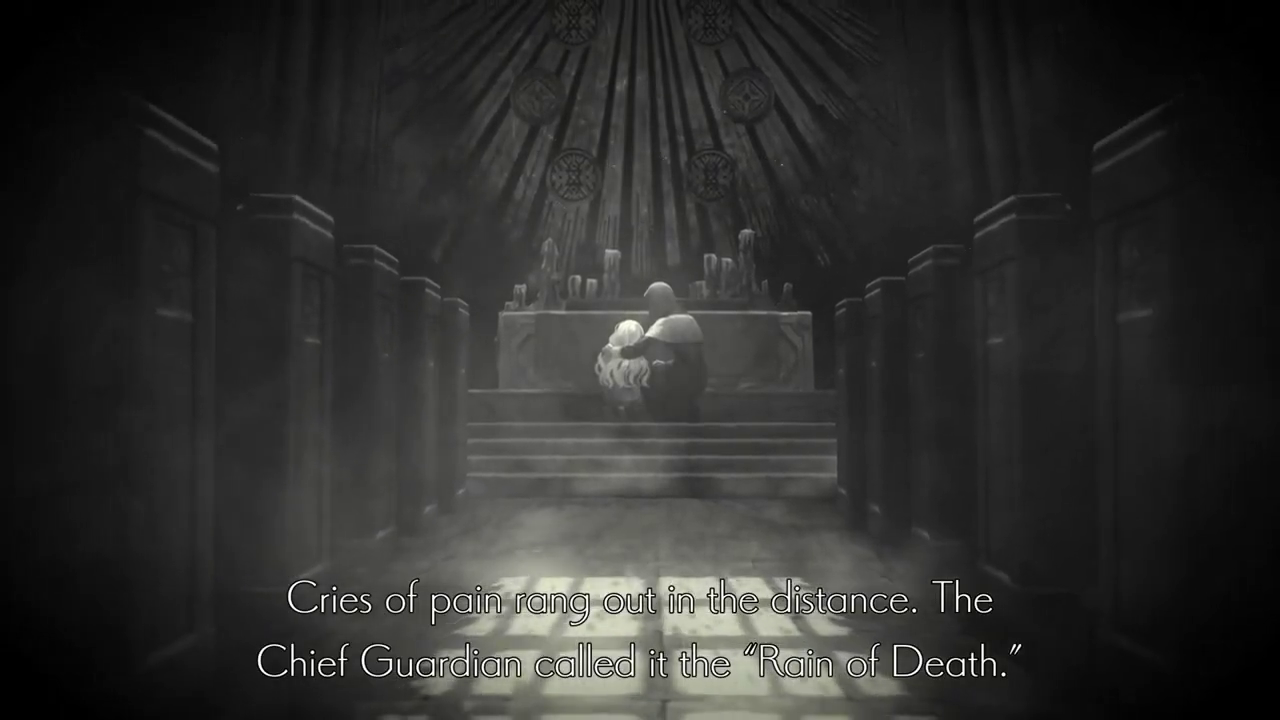 Cries of pain rang out in the distance. The
Chief Guardian called it the “Rain of Death.”